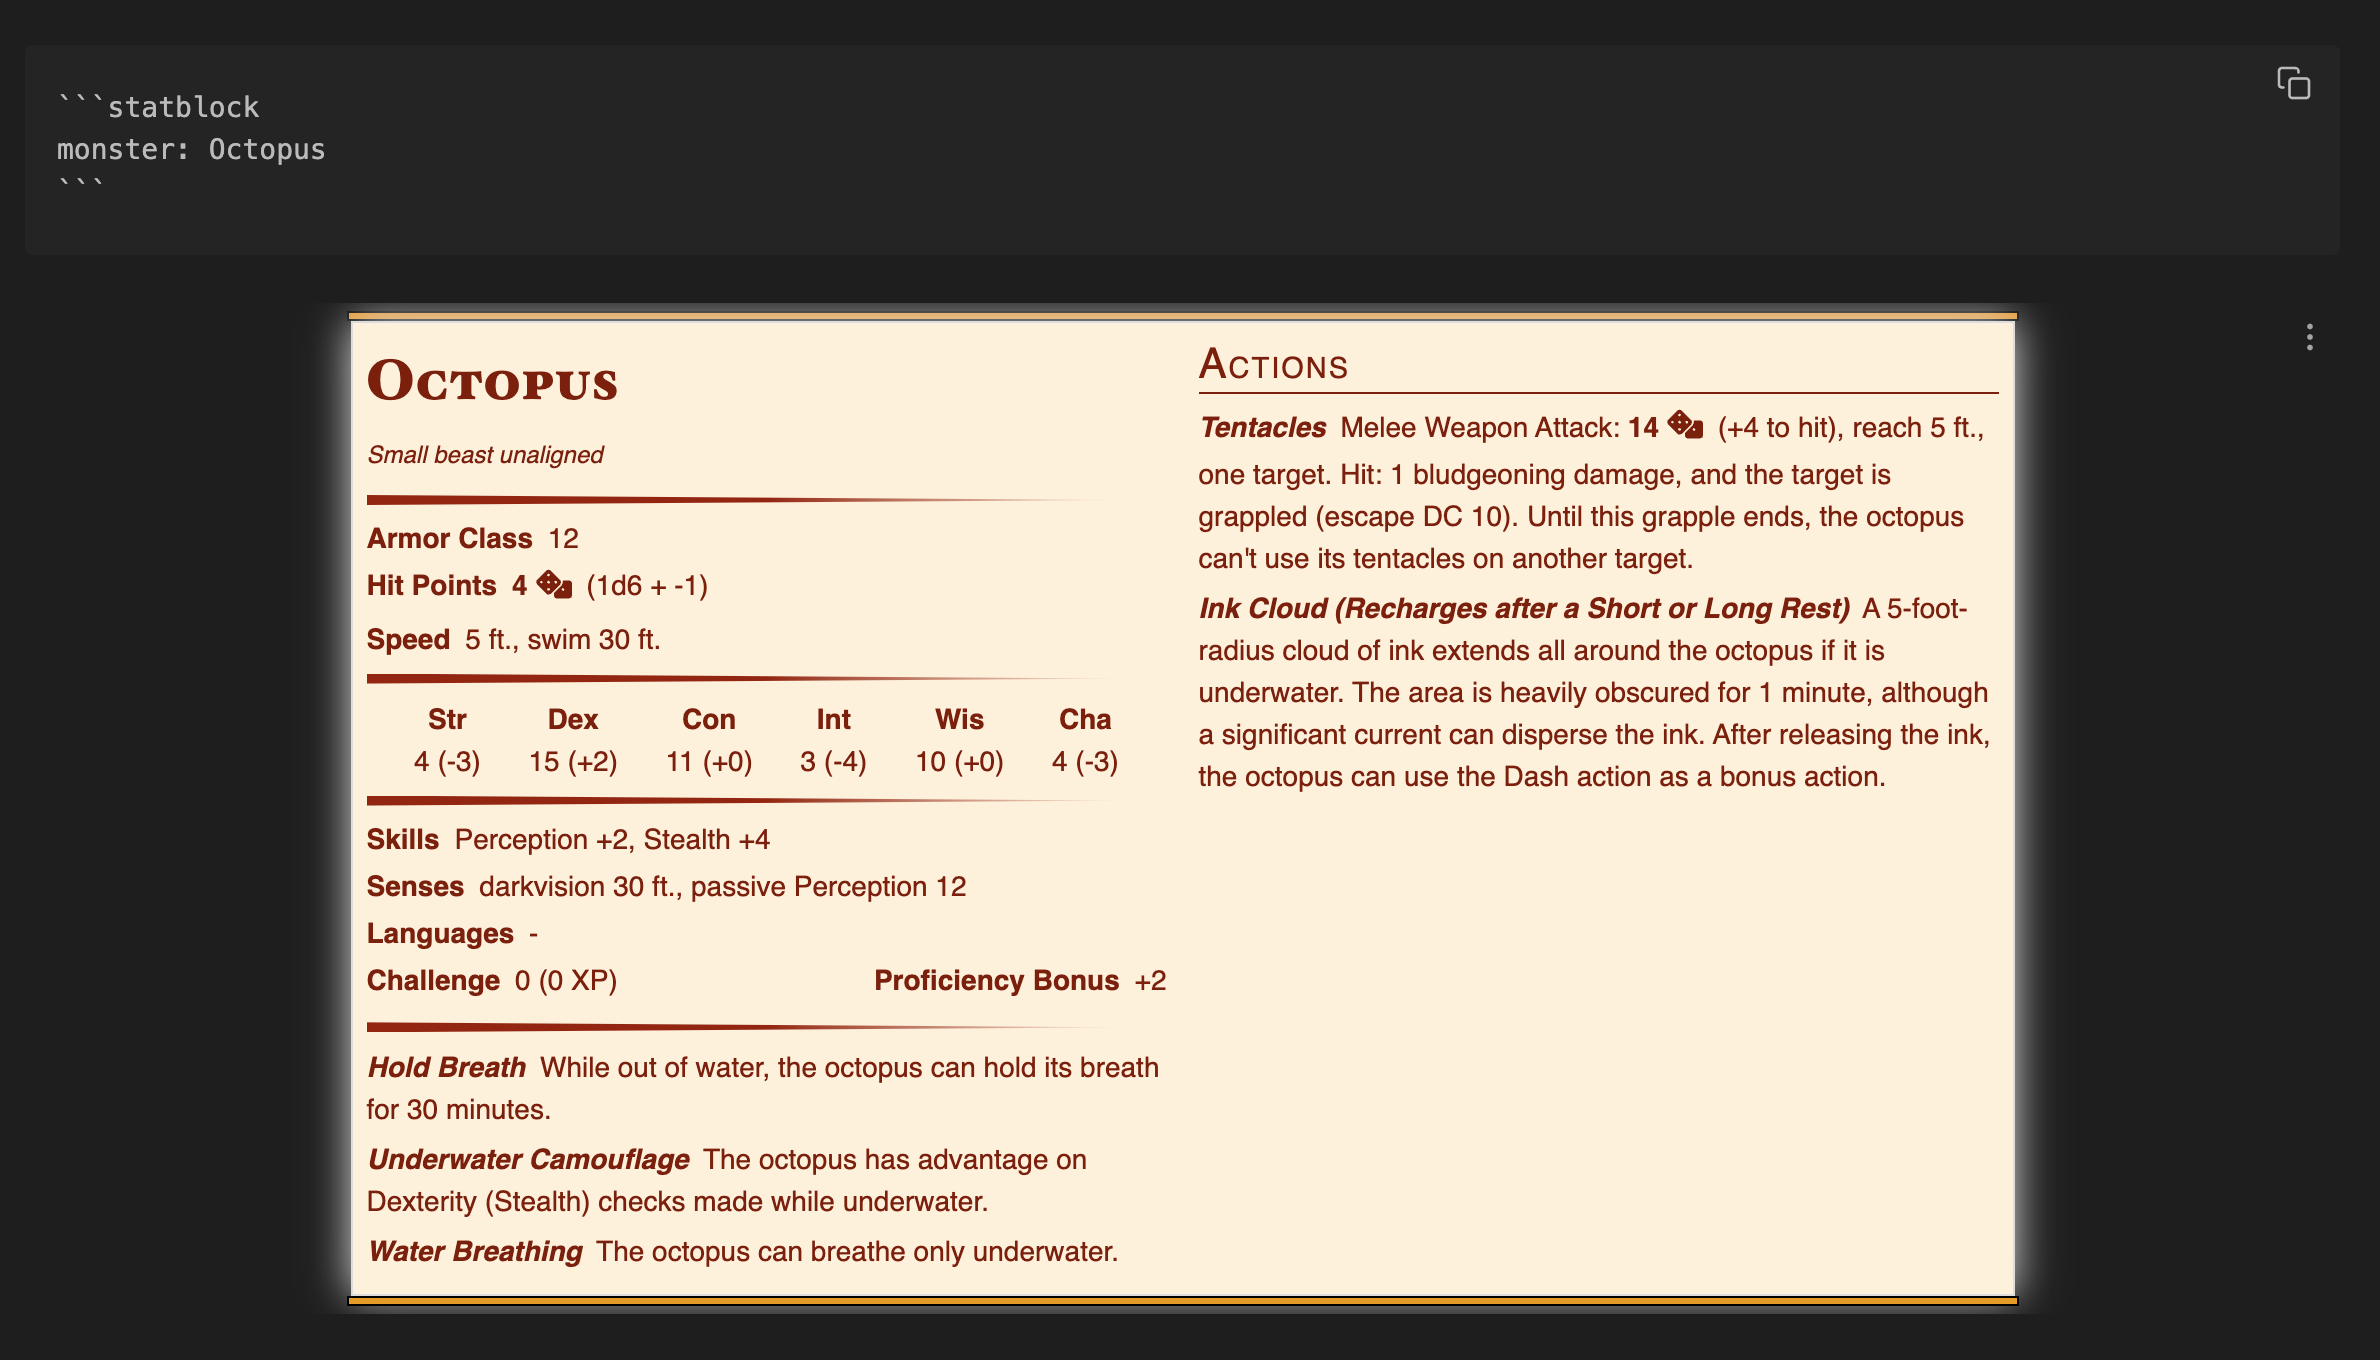 ```statblock
monster: Octopus
```
Octopus
Small beast unaligned
Armor Class 12
Hit Points 4 (1d6 + -1)
Speed 5 ft., swim 30 ft.
Str Dex Con Int Wis Cha
4 (-3) 15 (+2) 11 (+0) 3 (-4) 10 (+0) 4 (-3)
Skills Perception +2, Stealth +4
Senses darkvision 30 ft., passive Perception 12
Languages -
Challenge 0 (0 XP) Proficiency Bonus +2
Hold Breath While out of water, the octopus can hold its breath
for 30 minutes.
Underwater Camouflage The octopus has advantage on
Dexterity (Stealth) checks made while underwater.
Water Breathing The octopus can breathe only underwater.
Actions
Tentacles Melee Weapon Attack: 14 (+4 to hit), reach 5 ft.,
one target. Hit: 1 bludgeoning damage, and the target is
grappled (escape DC 10). Until this grapple ends, the octopus
can't use its tentacles on another target.
Ink Cloud (Recharges after a Short or Long Rest) A 5-foot-
radius cloud of ink extends all around the octopus if it is
underwater. The area is heavily obscured for 1 minute, although
a significant current can disperse the ink. After releasing the ink,
the octopus can use the Dash action as a bonus action.